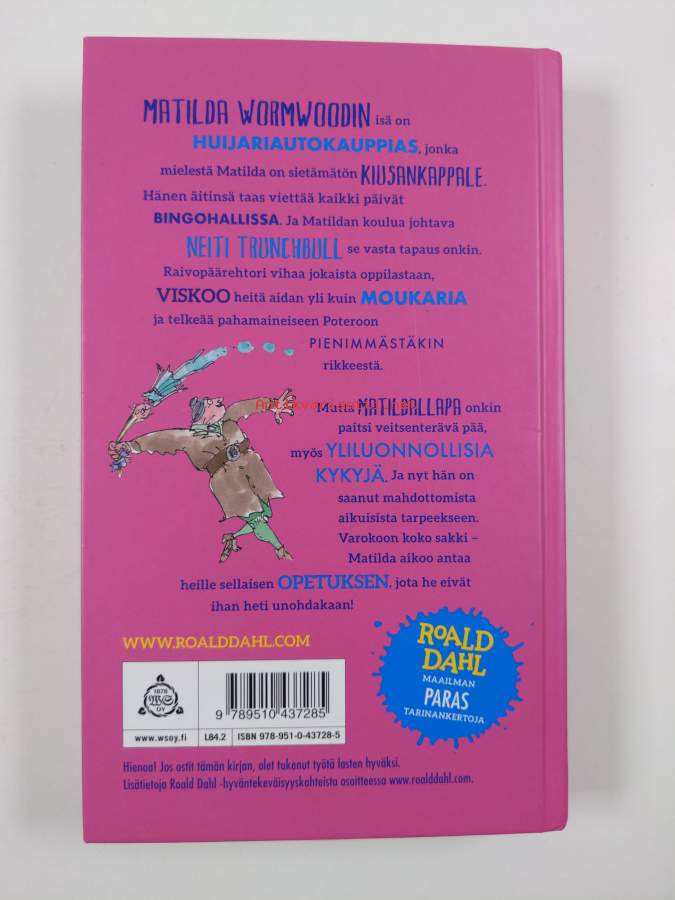 MATILDA WORMWOODIN isä on
HUIJARIAUTOKAUPPIAS, jonka
mielestä Matilda on sietämätön KIUSANKAPPALE.
Hänen äitinsä taas viettää kaikki päivät
BINGOHALLISSA. Ja Matildan koulua johtava
NEITI TRUNCHBULL se vasta tapaus onkin.
Raivopäärehtori vihaa jokaista oppilastaan,
VISKOO heitä aidan yli kuin MOUKARIA
ja telkeää pahamaineiseen Poteroon
PIENIMMÄSTÄKIN
rikkeestä.
Mutta MATILDALLAPA onkin
paitsi veitsenterävä pää,
myös YLILUONNOLLISIA
KYKYJÄ. Ja nyt hän on
saanut mahdottomista
aikuisista tarpeekseen.
Varokoon koko sakki –
Matilda aikoo antaa
heille sellaisen OPETUKSEN, jota he eivät
ihan heti unohdakaan!
WWW.ROALDDAHL.COM
ROALD
DAHL
MAAILMAN
PARAS
TARINANKERTOJA
1878
WS
OY
9 789510 437285
www.wsoy.fi L84.2 ISBN 978-951-0-43728-5
Hienoa! Jos ostit tämän kirjan, olet tukenut työtä lasten hyväksi.
Lisätietoja Roald Dahl -hyväntekeväisyyskohteista osoitteessa www.roalddahl.com.